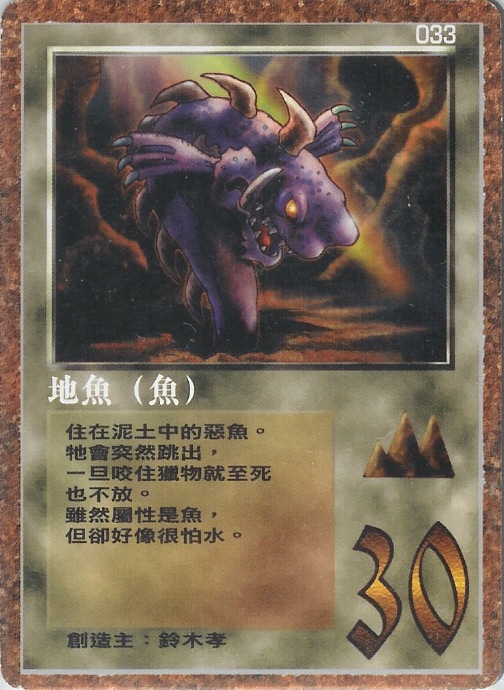 033
地魚（魚）
住在泥土中的惡魚。
牠會突然跳出，
一旦咬住獵物就至死
也不放。
雖然屬性是魚，
但卻好像很怕水。
30
創造主：鈴木孝